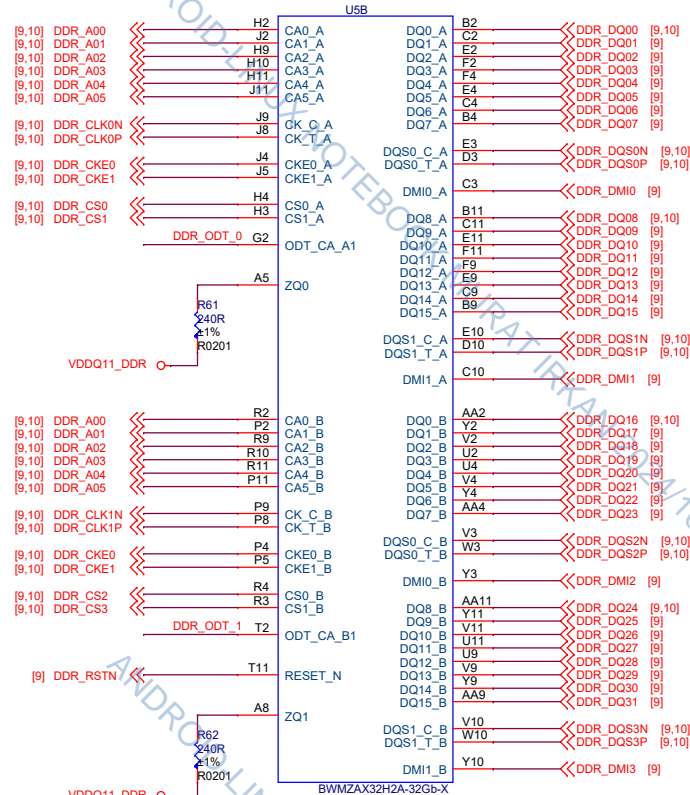 U5B
[9,10] DDR_A00 H2 CA0_A DQ0_A B2 DDR_DQ00 [9,10]
[9,10] DDR_A01 J2 CA1_A DQ1_A C2 DDR_DQ01 [9]
[9,10] DDR_A02 H9 CA2_A DQ2_A E2 DDR_DQ02 [9]
[9,10] DDR_A03 H10 CA3_A DQ3_A F2 DDR_DQ03 [9]
[9,10] DDR_A04 H11 CA4_A DQ4_A F4 DDR_DQ04 [9]
[9,10] DDR_A05 J11 CA5_A DQ5_A E4 DDR_DQ05 [9]
DQ6_A C4 DDR_DQ06 [9]
[9,10] DDR_CLK0N J9 CK_C_A DQ7_A B4 DDR_DQ07 [9]
[9,10] DDR_CLK0P J8 CK_T_A
DQS0_C_A E3 DDR_DQS0N [9,10]
[9,10] DDR_CKE0 J4 CKE0_A DQS0_T_A D3 DDR_DQS0P [9,10]
[9,10] DDR_CKE1 J5 CKE1_A
DMI0_A C3 DDR_DMI0 [9]
[9,10] DDR_CS0 H4 CS0_A
[9,10] DDR_CS1 H3 CS1_A DQ8_A B11 DDR_DQ08 [9,10]
DQ9_A C11 DDR_DQ09 [9]
DDR_ODT_0 G2 ODT_CA_A1 DQ10_A E11 DDR_DQ10 [9]
DQ11_A F11 DDR_DQ11 [9]
DQ12_A F9 DDR_DQ12 [9]
A5 ZQ0 DQ13_A E9 DDR_DQ13 [9]
DQ14_A C9 DDR_DQ14 [9]
R61 DQ15_A B9 DDR_DQ15 [9]
240R
±1% DQS1_C_A E10 DDR_DQS1N [9,10]
R0201 DQS1_T_A D10 DDR_DQS1P [9,10]
VDDQ11_DDR
DMI1_A C10 DDR_DMI1 [9]
[9,10] DDR_A00 R2 CA0_B DQ0_B AA2 DDR_DQ16 [9,10]
[9,10] DDR_A01 P2 CA1_B DQ1_B Y2 DDR_DQ17 [9]
[9,10] DDR_A02 R9 CA2_B DQ2_B V2 DDR_DQ18 [9]
[9,10] DDR_A03 R10 CA3_B DQ3_B U2 DDR_DQ19 [9]
[9,10] DDR_A04 R11 CA4_B DQ4_B U4 DDR_DQ20 [9]
[9,10] DDR_A05 P11 CA5_B DQ5_B V4 DDR_DQ21 [9]
DQ6_B Y4 DDR_DQ22 [9]
[9,10] DDR_CLK1N P9 CK_C_B DQ7_B AA4 DDR_DQ23 [9]
[9,10] DDR_CLK1P P8 CK_T_B
DQS0_C_B V3 DDR_DQS2N [9,10]
[9,10] DDR_CKE0 P4 CKE0_B DQS0_T_B W3 DDR_DQS2P [9,10]
[9,10] DDR_CKE1 P5 CKE1_B
DMI0_B Y3 DDR_DMI2 [9]
[9,10] DDR_CS2 R4 CS0_B
[9,10] DDR_CS3 R3 CS1_B DQ8_B AA11 DDR_DQ24 [9,10]
DQ9_B Y11 DDR_DQ25 [9]
DDR_ODT_1 T2 ODT_CA_B1 DQ10_B V11 DDR_DQ26 [9]
DQ11_B U11 DDR_DQ27 [9]
DQ12_B U9 DDR_DQ28 [9]
[9] DDR_RSTN T11 RESET_N DQ13_B V9 DDR_DQ29 [9]
DQ14_B Y9 DDR_DQ30 [9]
DQ15_B AA9 DDR_DQ31 [9]
A8 ZQ1
DQS1_C_B V10 DDR_DQS3N [9,10]
R62 DQS1_T_B W10 DDR_DQS3P [9,10]
240R
±1%
R0201 DMI1_B Y10 DDR_DMI3 [9]
VDDQ11_DDR
BWMZAX32H2A-32Gb-X
ROID-LINUX NOTEBOOK MURAT IRKAN 2024/10
ANDROID-LIN